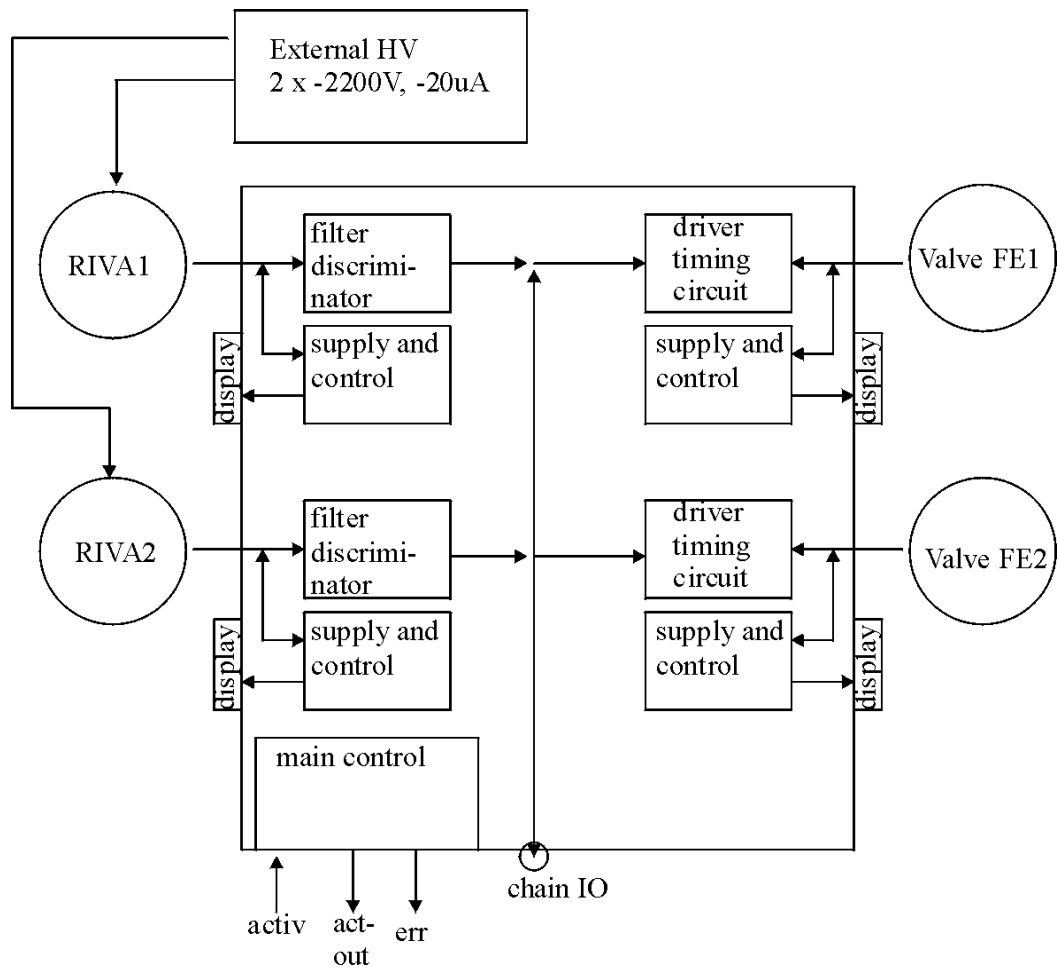 External HV
2 x -2200V, -20uA
RIVA1
filter
discrimi-
nator
driver
timing
circuit
Valve FE1
display
supply and
control
supply and
control
display
RIVA2
filter
discrimi-
nator
driver
timing
circuit
Valve FE2
display
supply and
control
supply and
control
display
main control
chain IO
activ
act-
out
err